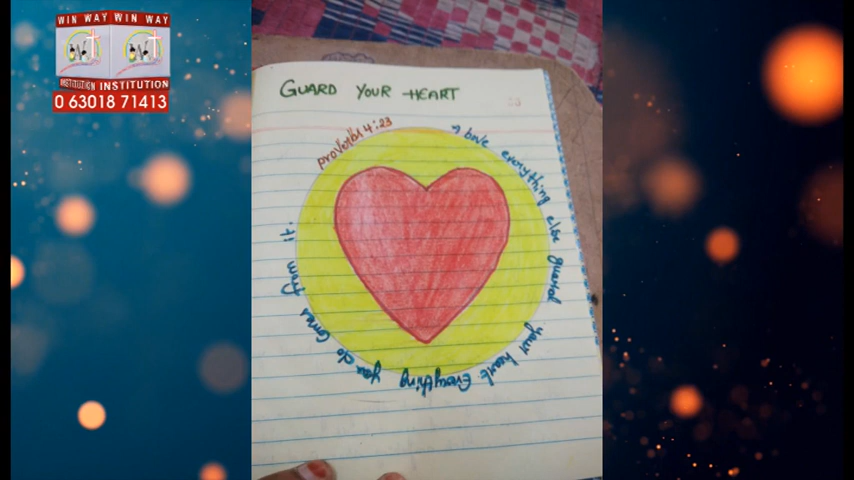 WIN WAY WIN WAY
INSTITUTION INSTITUTION
0 63018 71413
GUARD YOUR HEART
Proverbs 4:23
Above everything else guard your heart. Everything you do comes from it.